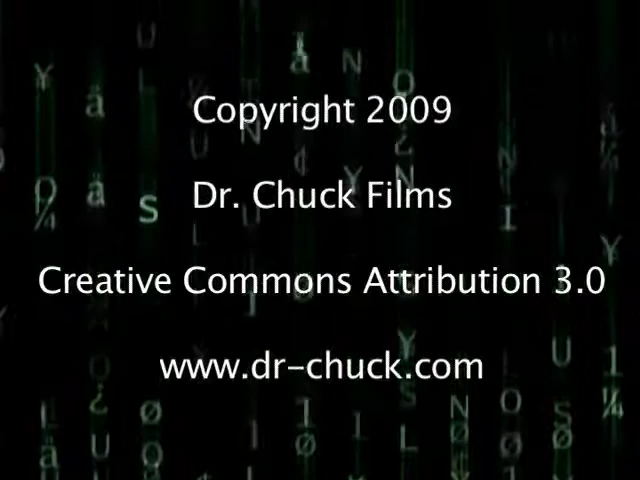 Copyright 2009
Dr. Chuck Films
Creative Commons Attribution 3.0
www.dr-chuck.com